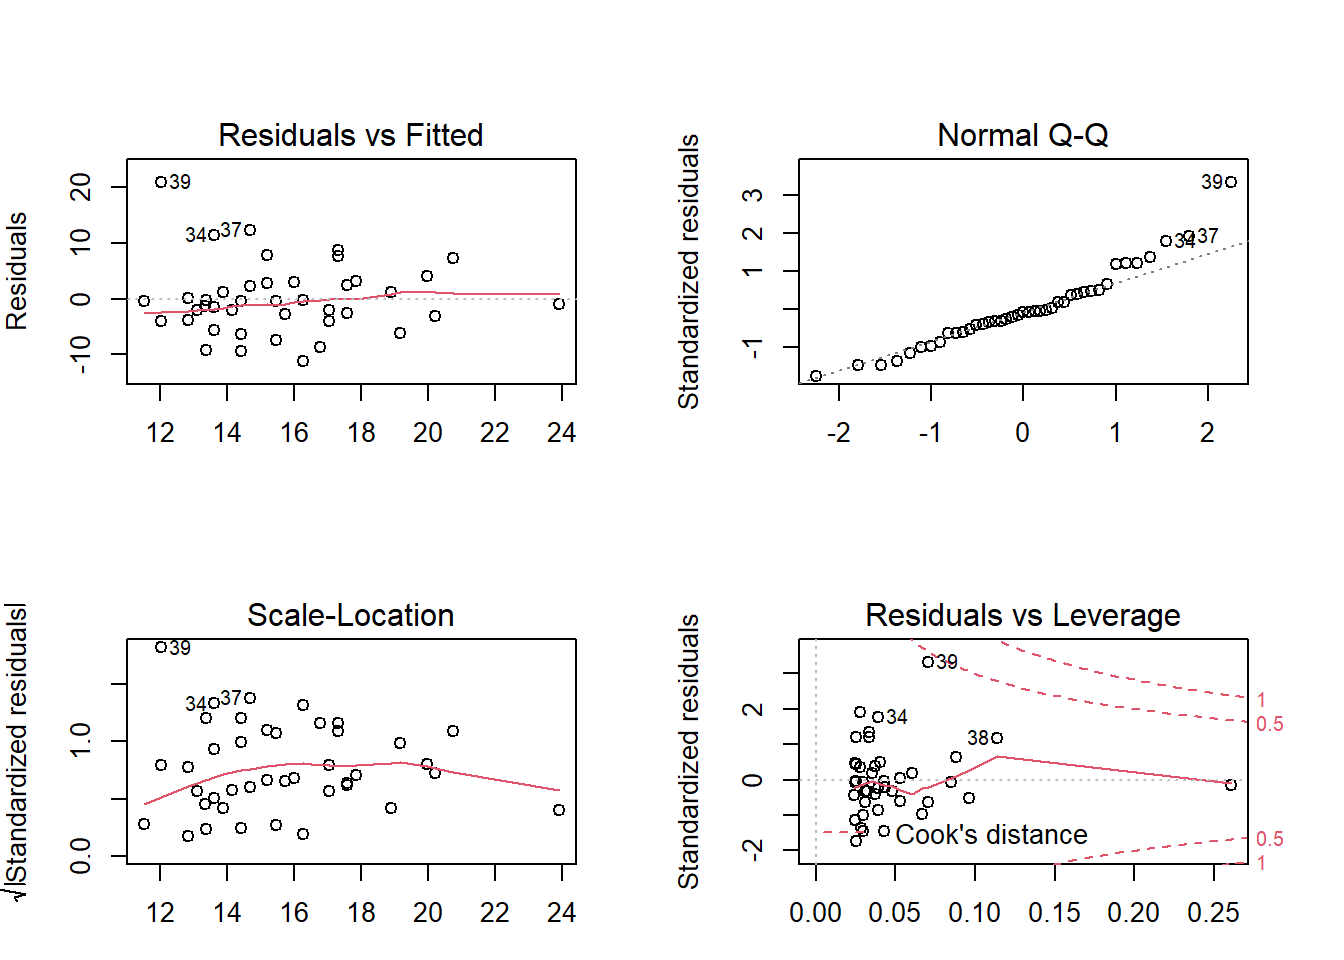 Residuals vs Fitted
Residuals
20
10
0
-10
39
34
37
12 14 16 18 20 22 24
Normal Q-Q
Standardized residuals
3
2
1
-1
39
34
37
-2 -1 0 1 2
Scale-Location
√|Standardized residuals|
1.0
0.0
39
34
37
12 14 16 18 20 22 24
Residuals vs Leverage
Standardized residuals
2
0
-2
39
34
38
1
0.5
0.5
1
Cook's distance
0.00 0.05 0.10 0.15 0.20 0.25